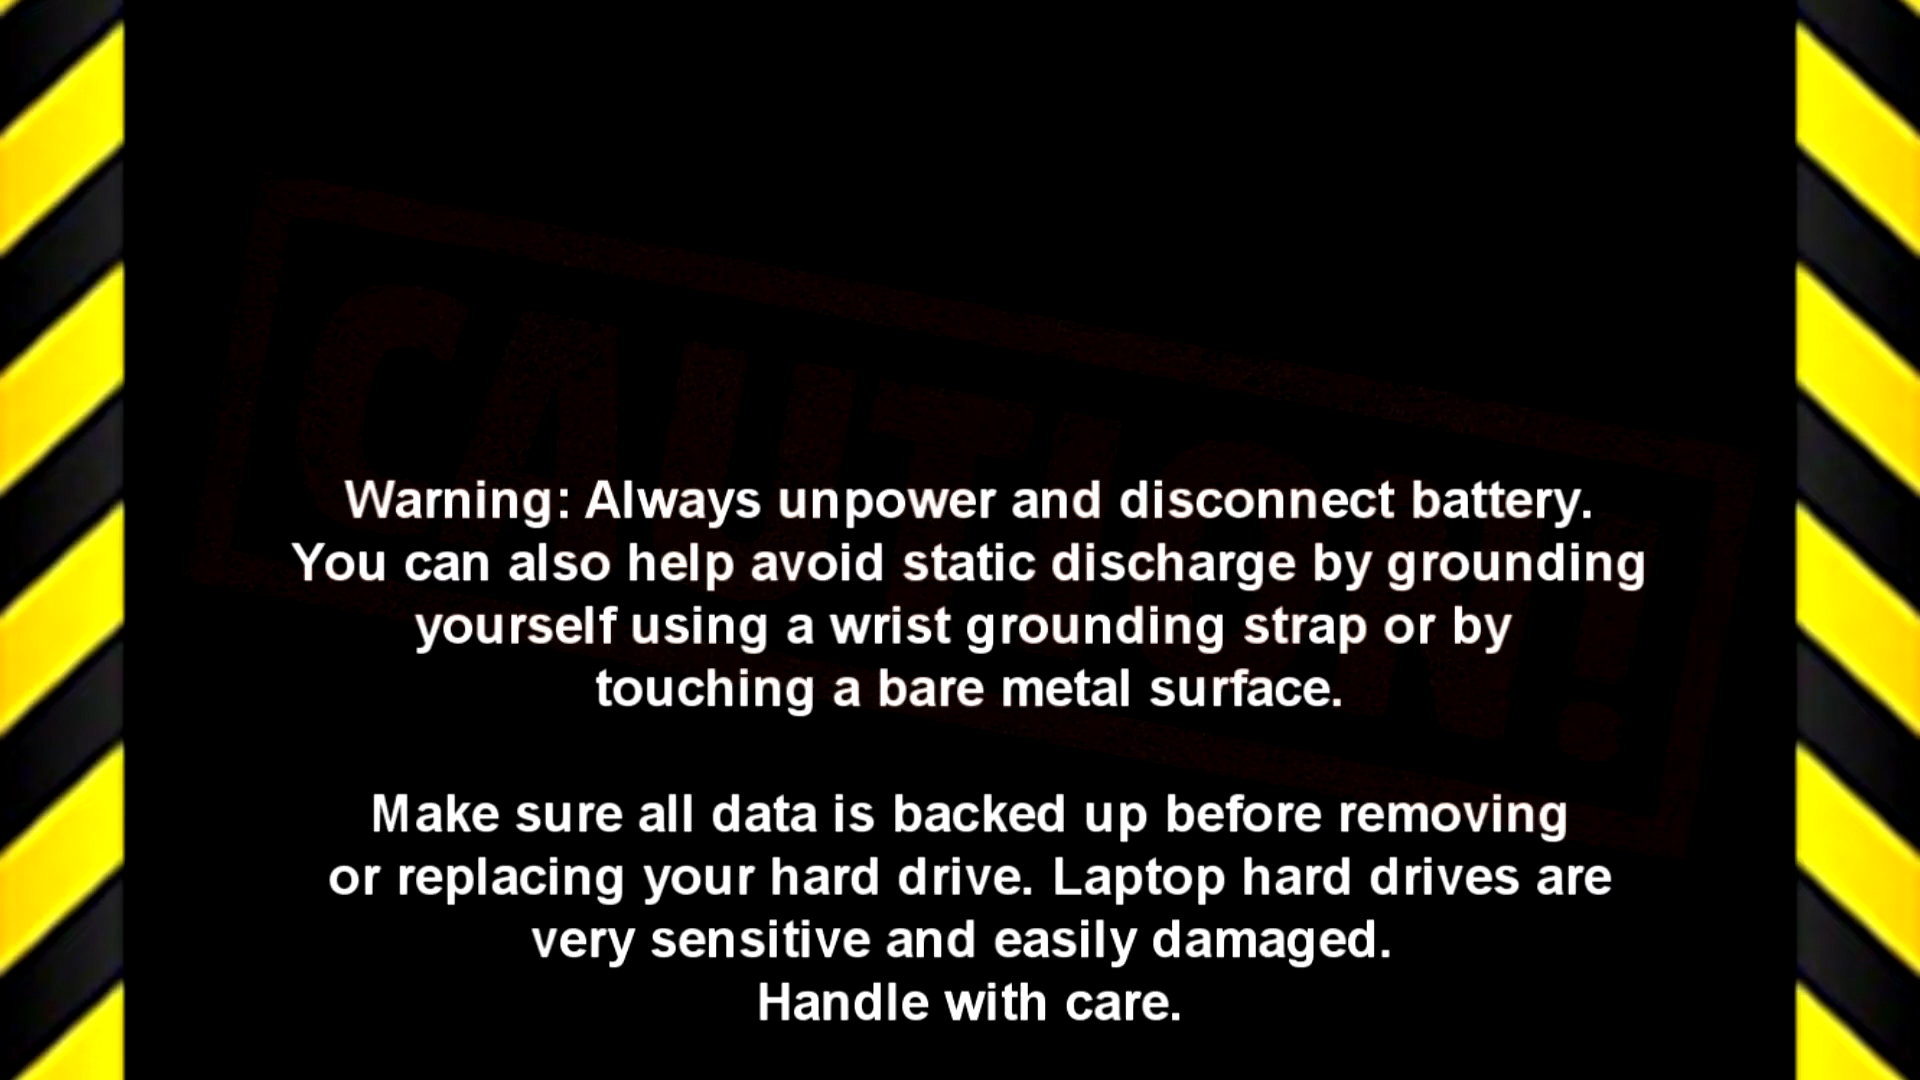 CAUTION!
Warning: Always unpower and disconnect battery.
You can also help avoid static discharge by grounding
yourself using a wrist grounding strap or by
touching a bare metal surface.
Make sure all data is backed up before removing
or replacing your hard drive. Laptop hard drives are
very sensitive and easily damaged.
Handle with care.